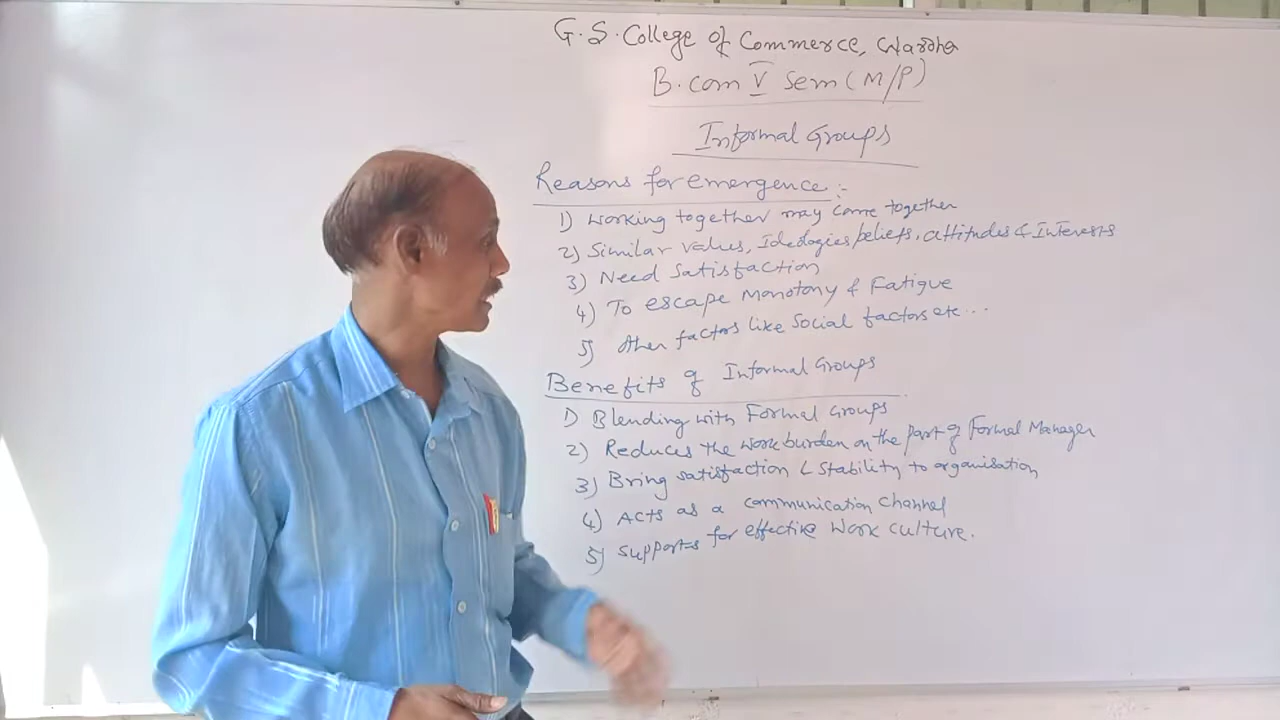 G.S. College of Commerce, Wardha
B.com V Sem (M/P)
Informal Groups
Reasons for emergence :-
1) Working together may come together
2) Similar values, Ideologies/beliefs, attitudes & Interests
3) Need Satisfaction
4) To escape Monotony & Fatigue
5) Other factors like Social factors etc...
Benefits of Informal Groups
1) Blending with Formal Groups
2) Reduces the work burden on the part of Formal Manager
3) Bring satisfaction & stability to organisation
4) Acts as a communication channel
5) Supports for effective work culture.